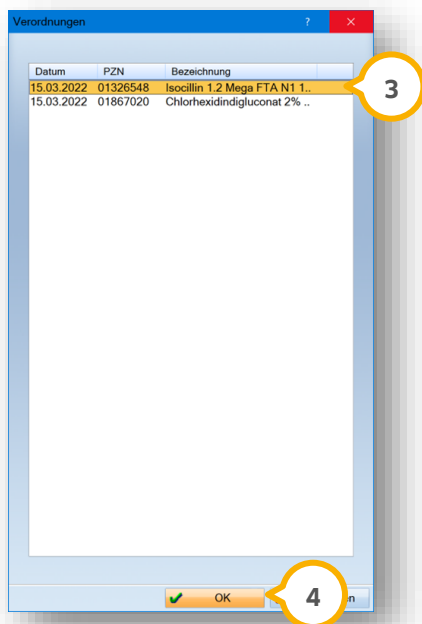 Verordnungen ?
Datum PZN Bezeichnung
15.03.2022 01326548 Isocillin 1.2 Mega FTA N1 1..
15.03.2022 01867020 Chlorhexidindigluconat 2% ..
3
OK
4